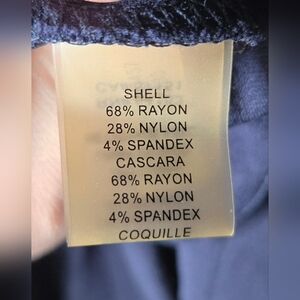 SHELL
68% RAYON
28% NYLON
4% SPANDEX
CASCARA
68% RAYON
28% NYLON
4% SPANDEX
COQUILLE